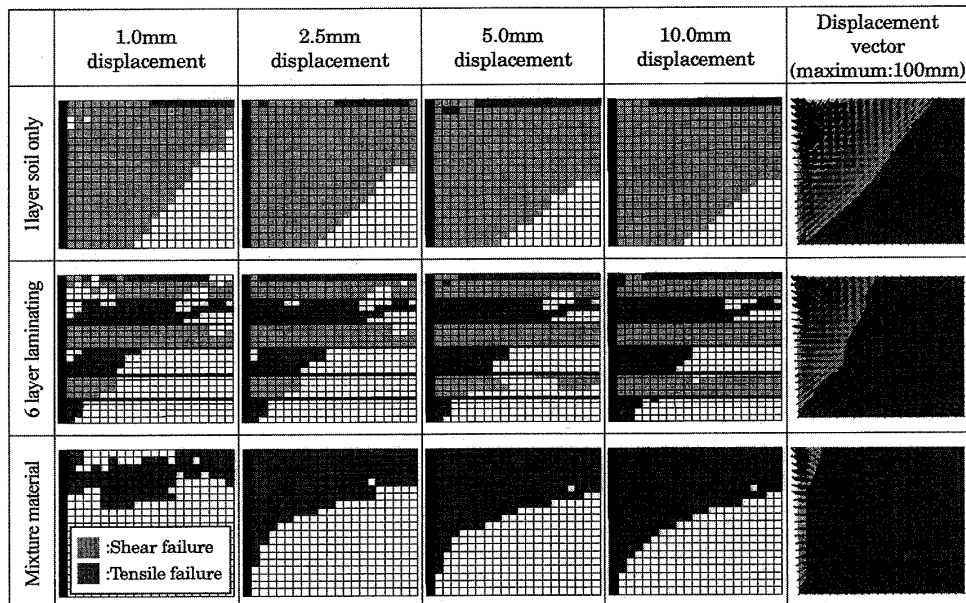 1.0mm
displacement
2.5mm
displacement
5.0mm
displacement
10.0mm
displacement
Displacement
vector
(maximum:100mm)
1layer soil only
6 layer laminating
Mixture material
:Shear failure
:Tensile failure